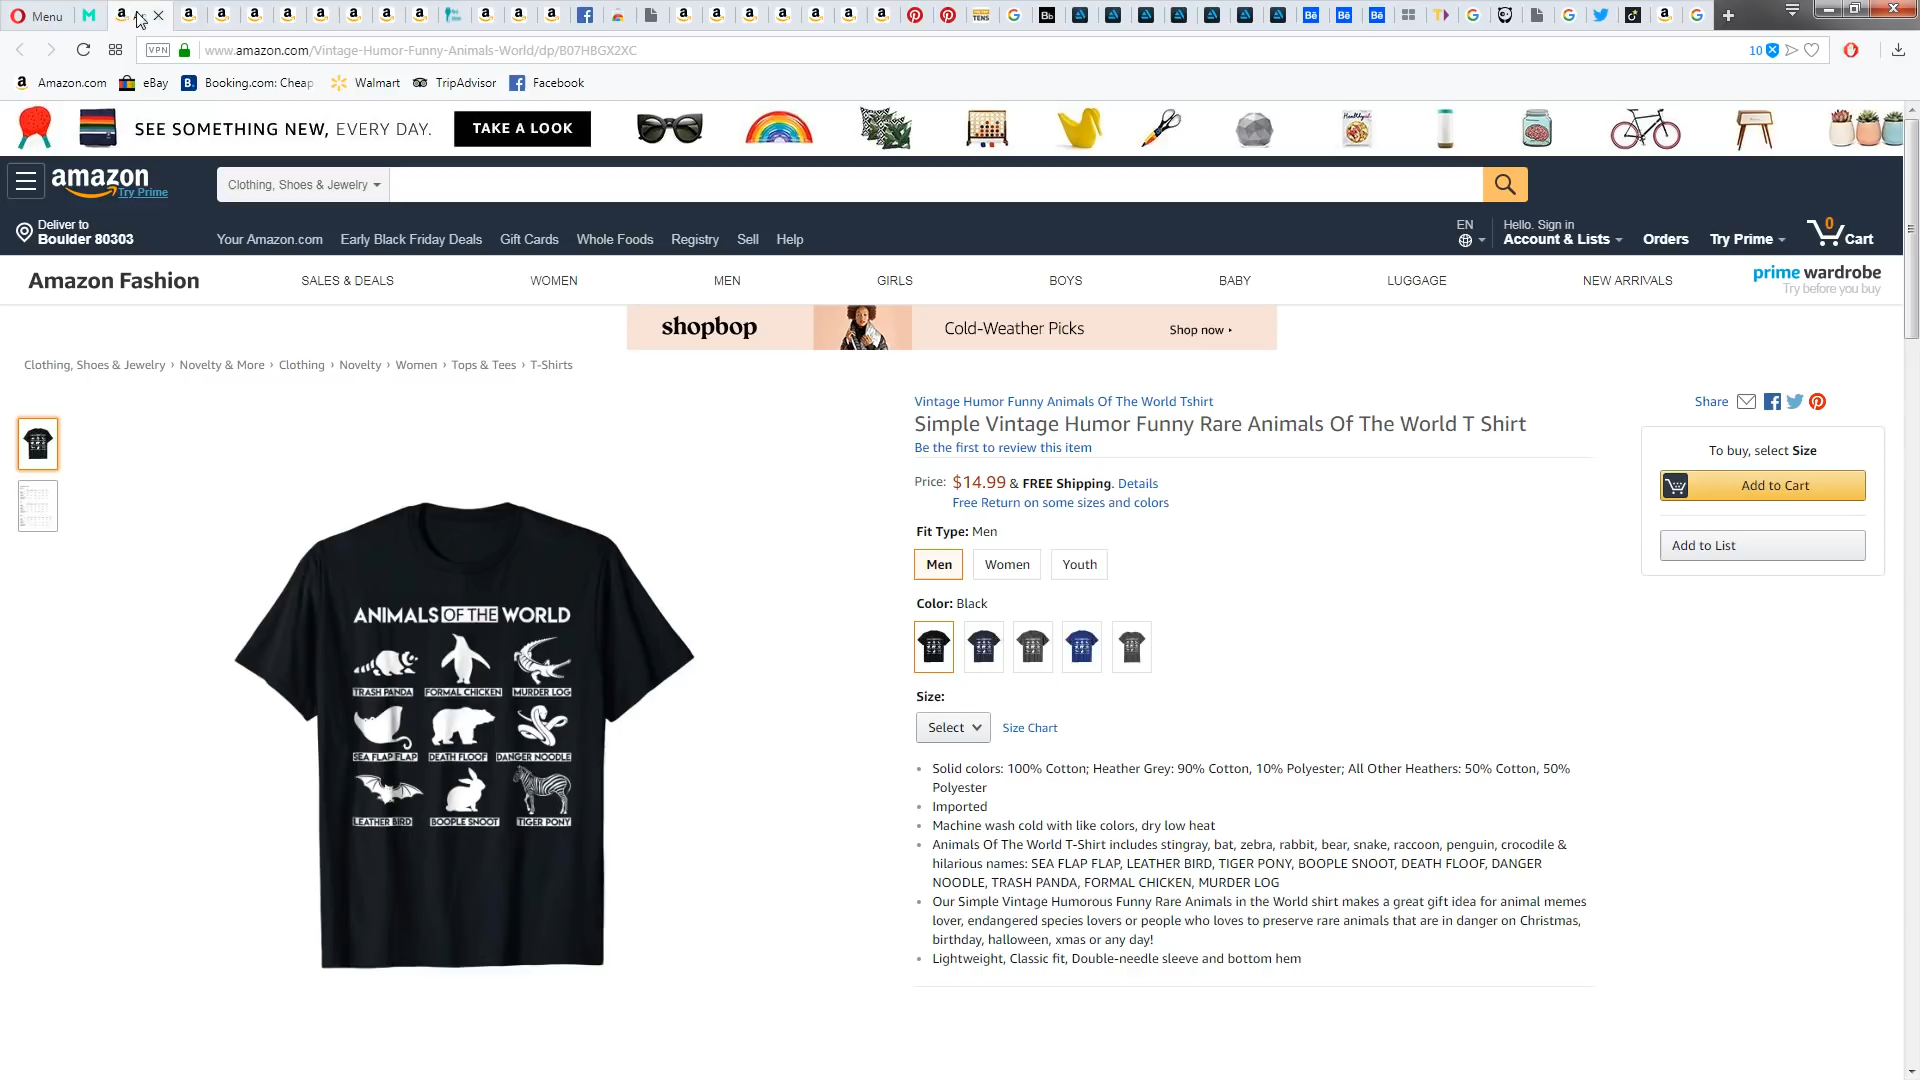 Menu
VPN
www.amazon.com/Vintage-Humor-Funny-Animals-World/dp/B07HBGX2XC
10
Amazon.com
eBay
Booking.com: Cheap
Walmart
TripAdvisor
Facebook
SEE SOMETHING NEW, EVERY DAY.
TAKE A LOOK
amazon
Try Prime
Clothing, Shoes & Jewelry
Deliver to
Boulder 80303
Your Amazon.com
Early Black Friday Deals
Gift Cards
Whole Foods
Registry
Sell
Help
EN
Hello. Sign in
Account & Lists
Orders
Try Prime
0
Cart
Amazon Fashion
SALES & DEALS
WOMEN
MEN
GIRLS
BOYS
BABY
LUGGAGE
NEW ARRIVALS
prime wardrobe
Try before you buy
shopbop
Cold-Weather Picks
Shop now ▸
Clothing, Shoes & Jewelry › Novelty & More › Clothing › Novelty › Women › Tops & Tees › T-Shirts
ANIMALS OF THE WORLD
TRASH PANDA
FORMAL CHICKEN
MURDER LOG
SEA FLAP FLAP
DEATH FLOOF
DANGER NOODLE
LEATHER BIRD
BOOPLE SNOOT
TIGER PONY
Vintage Humor Funny Animals Of The World Tshirt
Simple Vintage Humor Funny Rare Animals Of The World T Shirt
Be the first to review this item
Price: $14.99 & FREE Shipping. Details
Free Return on some sizes and colors
Fit Type: Men
Men
Women
Youth
Color: Black
Size:
Select
Size Chart
• Solid colors: 100% Cotton; Heather Grey: 90% Cotton, 10% Polyester; All Other Heathers: 50% Cotton, 50%
Polyester
• Imported
• Machine wash cold with like colors, dry low heat
• Animals Of The World T-Shirt includes stingray, bat, zebra, rabbit, bear, snake, raccoon, penguin, crocodile &
hilarious names: SEA FLAP FLAP, LEATHER BIRD, TIGER PONY, BOOPLE SNOOT, DEATH FLOOF, DANGER
NOODLE, TRASH PANDA, FORMAL CHICKEN, MURDER LOG
• Our Simple Vintage Humorous Funny Rare Animals in the World shirt makes a great gift idea for animal memes
lover, endangered species lovers or people who loves to preserve rare animals that are in danger on Christmas,
birthday, halloween, xmas or any day!
• Lightweight, Classic fit, Double-needle sleeve and bottom hem
Share
To buy, select Size
Add to Cart
Add to List